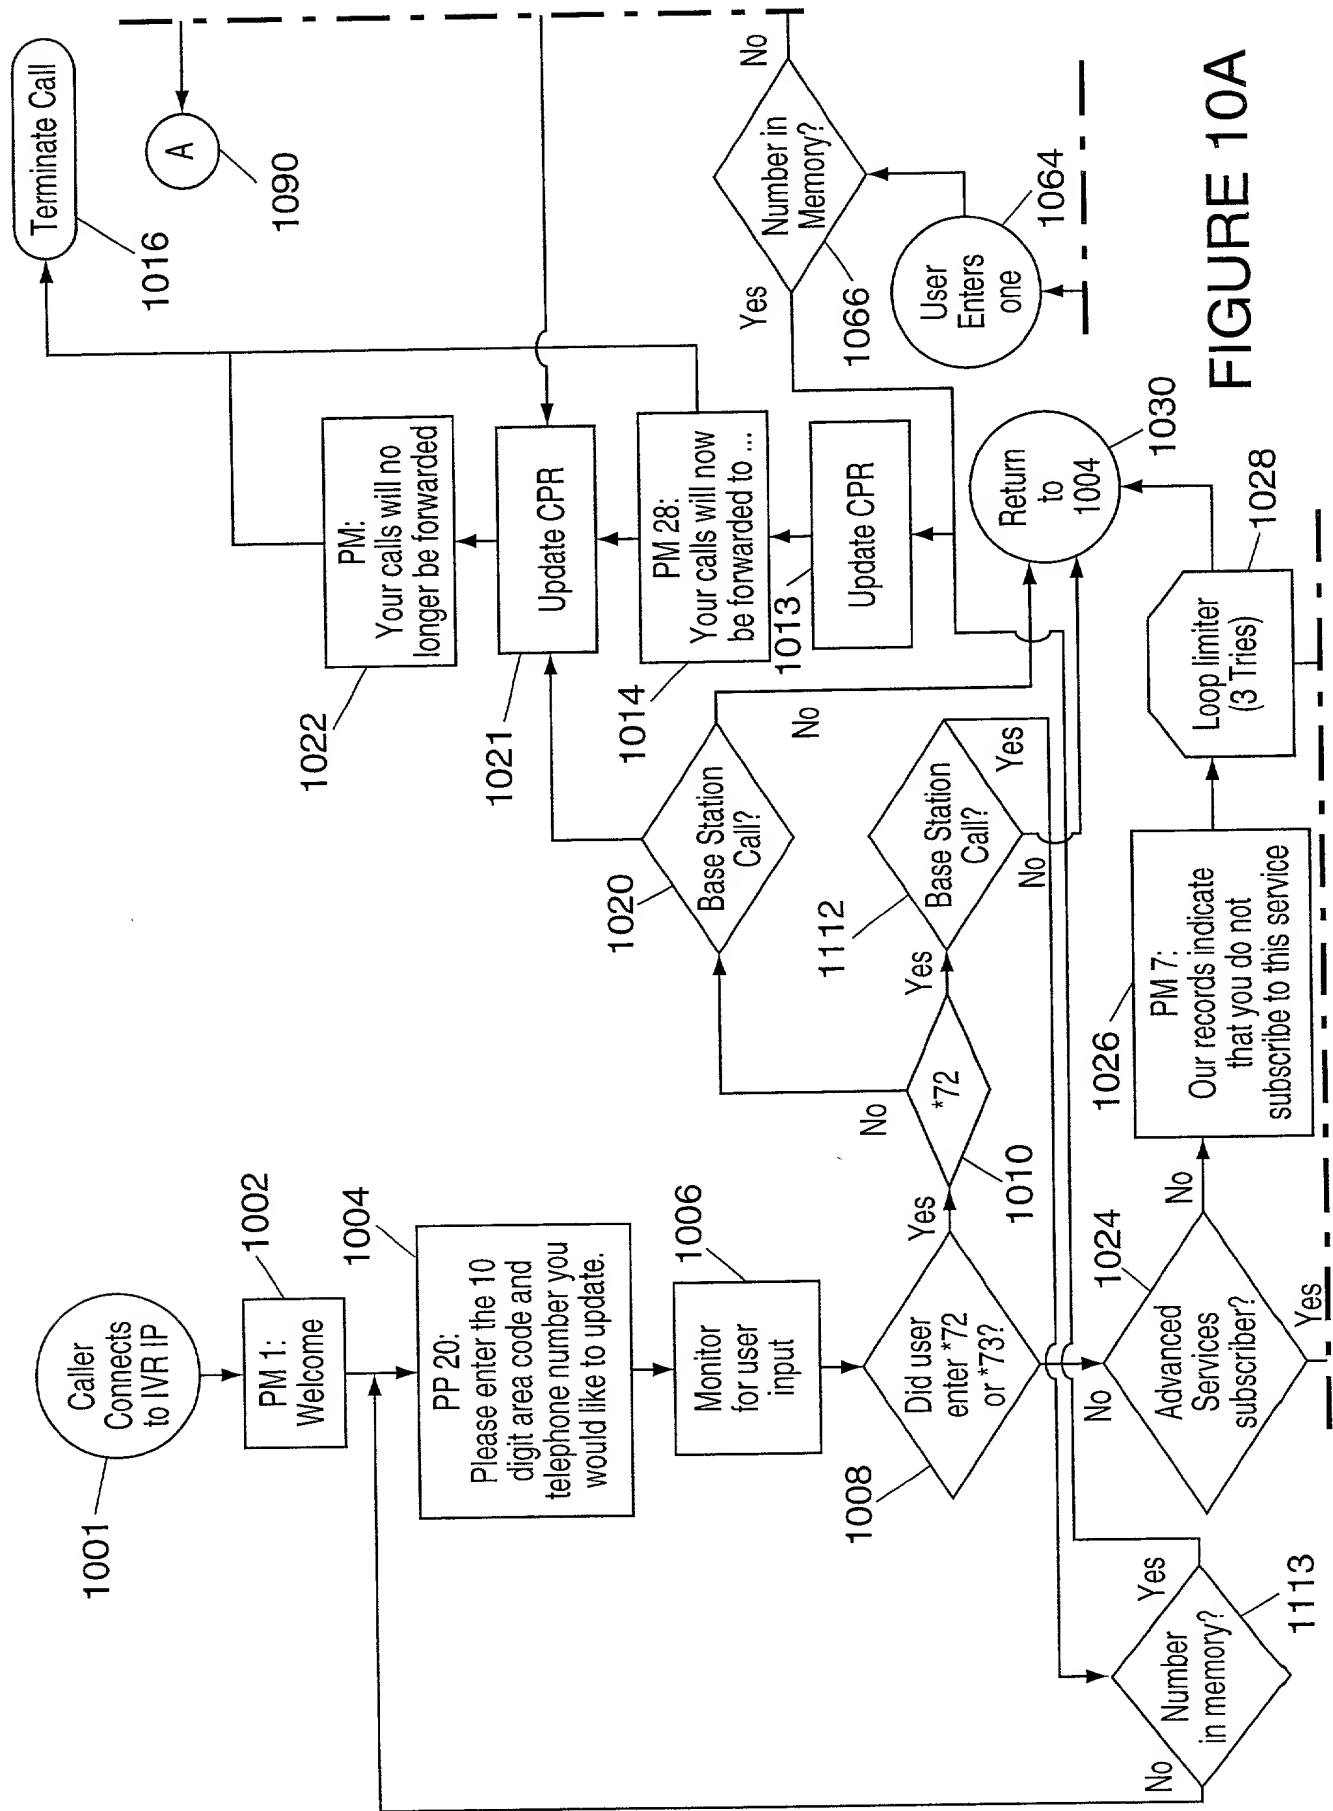 Caller
Connects
to IVR IP
1001
PM 1:
Welcome
1002
PP 20:
Please enter the 10
digit area code and
telephone number you
would like to update.
1004
Monitor
for user
input
1006
Did user
enter *72
or *73?
1008
Yes
No
*72
1010
No
Yes
Base Station
Call?
1020
No
Base Station
Call?
1112
Yes
No
PM:
Your calls will no
longer be forwarded
1022
Update CPR
1021
PM 28:
Your calls will now
be forwarded to ...
1014
Update CPR
1013
Terminate Call
1016
A
1090
Number in
Memory?
1066
Yes
No
User
Enters
one
1064
Return
to
1004
1030
Advanced
Services
subscriber?
1024
No
Yes
PM 7:
Our records indicate
that you do not
subscribe to this service
1026
Loop limiter
(3 Tries)
1028
Number
in memory?
1113
Yes
No
FIGURE 10A